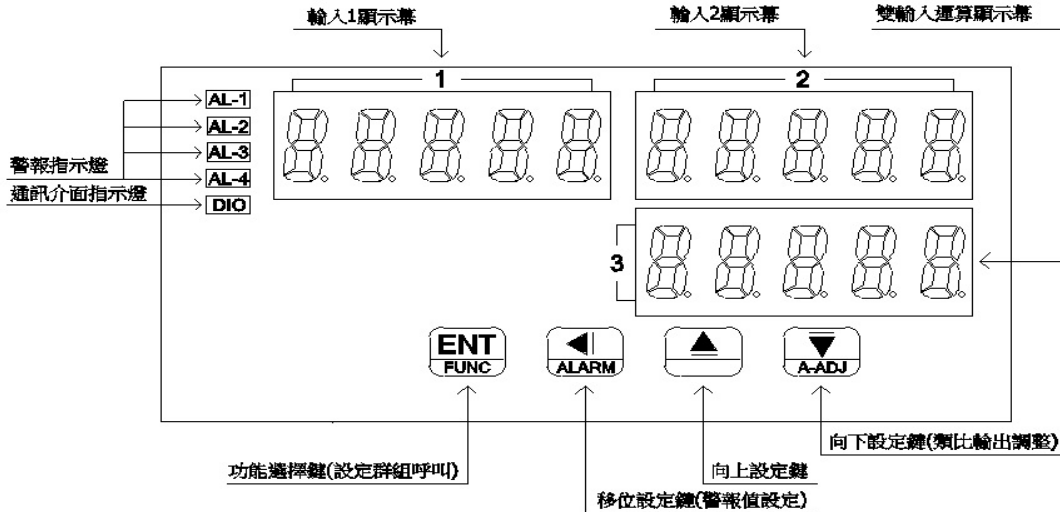 輸入1顯示幕
輸入2顯示幕
雙輸入運算顯示幕
1
2
AL-1
AL-2
AL-3
AL-4
DIO
警報指示燈
通訊介面指示燈
3
ENT
FUNC
ALARM
A-ADJ
向下設定鍵(類比輸出調整)
功能選擇鍵(設定群組呼叫)
向上設定鍵
移位設定鍵(警報值設定)